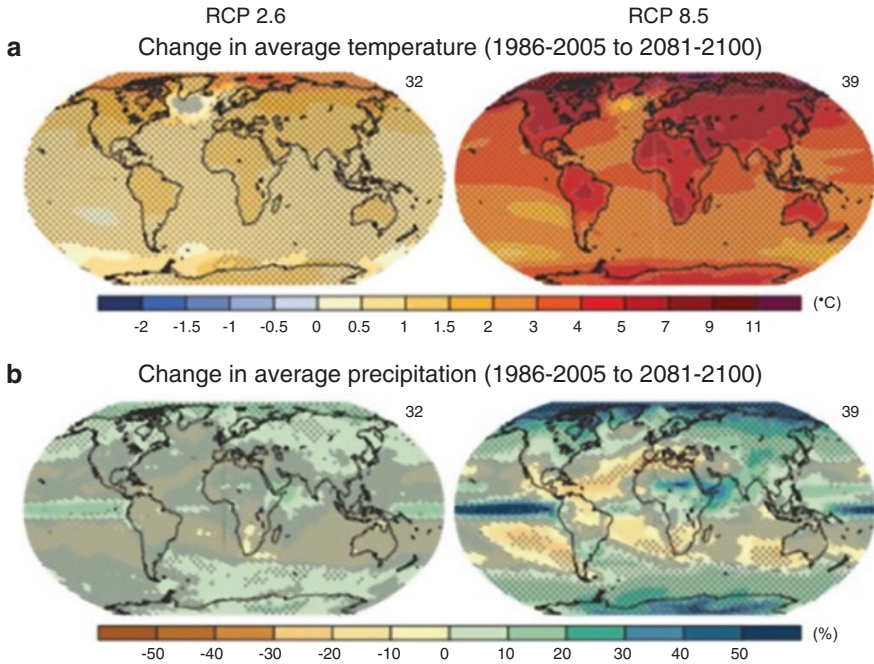 RCP 2.6 RCP 8.5
a Change in average temperature (1986-2005 to 2081-2100)
32 39
-2 -1.5 -1 -0.5 0 0.5 1 1.5 2 3 4 5 7 9 11 (°C)
b Change in average precipitation (1986-2005 to 2081-2100)
32 39
-50 -40 -30 -20 -10 0 10 20 30 40 50 (%)